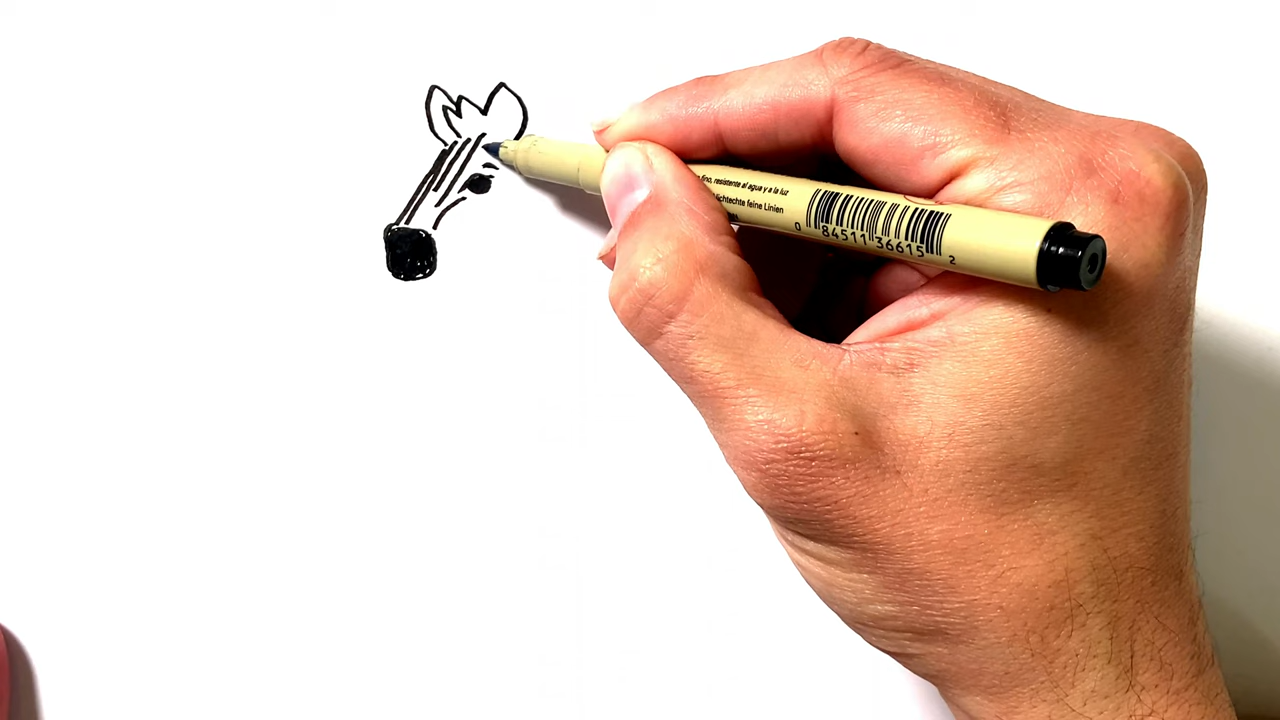 fino, resistente al agua y a la luz
lichtechte feine Linien
0 84511 36615 2